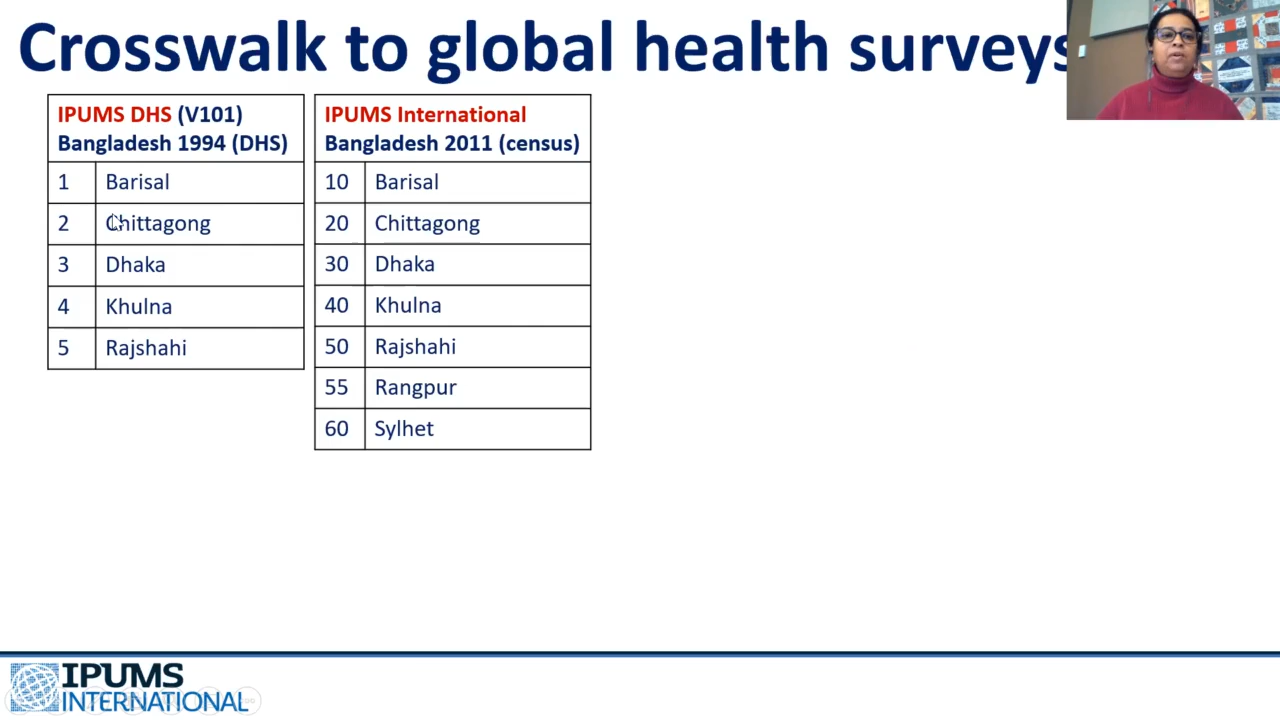 Crosswalk to global health surveys
IPUMS DHS (V101)
Bangladesh 1994 (DHS)
1 Barisal
2 Chittagong
3 Dhaka
4 Khulna
5 Rajshahi
IPUMS International
Bangladesh 2011 (census)
10 Barisal
20 Chittagong
30 Dhaka
40 Khulna
50 Rajshahi
55 Rangpur
60 Sylhet
IPUMS
INTERNATIONAL